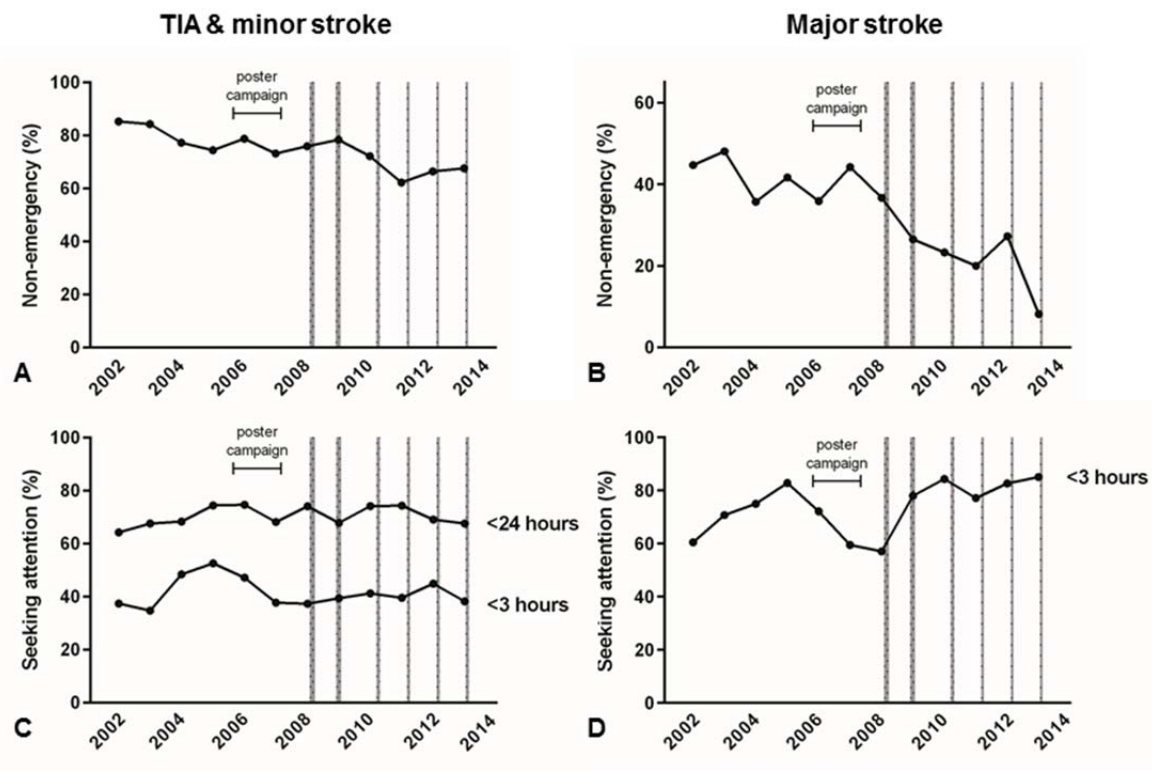 TIA & minor stroke
Major stroke
poster
campaign
Non-emergency (%)
100
80
60
40
20
0
2002
2004
2006
2008
2010
2012
2014
A
poster
campaign
Non-emergency (%)
60
40
20
0
2002
2004
2006
2008
2010
2012
2014
B
poster
campaign
Seeking attention (%)
100
80
60
40
20
0
<24 hours
<3 hours
2002
2004
2006
2008
2010
2012
2014
C
poster
campaign
Seeking attention (%)
100
80
60
40
20
0
<3 hours
2002
2004
2006
2008
2010
2012
2014
D